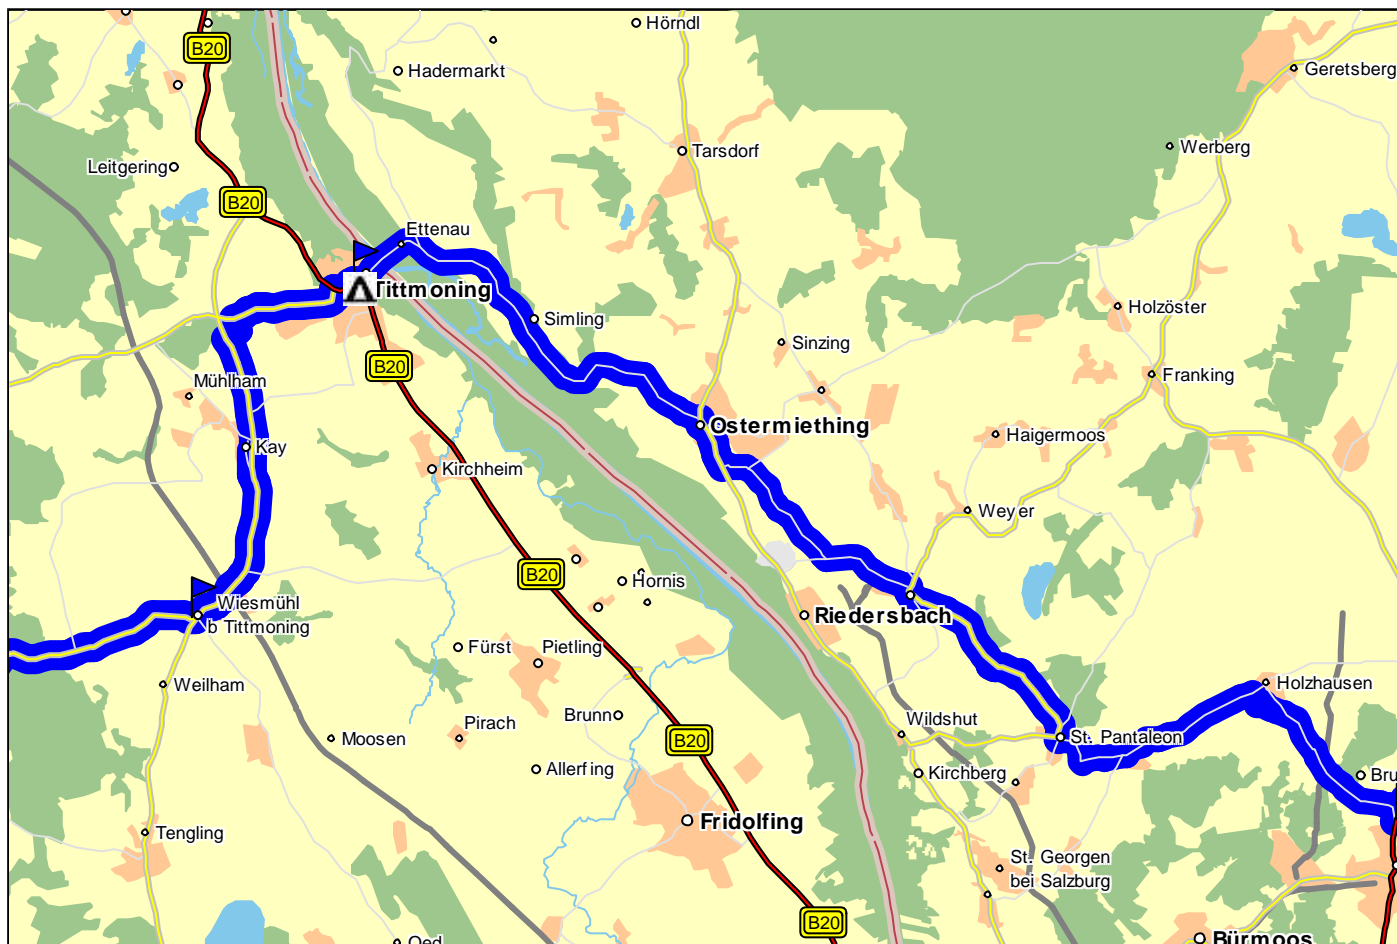 Hörndl
B20
Hadermarkt
Geretsberg
Werberg
Tarsdorf
Leitgering
B20
Ettenau
Tittmoning
Holzöster
Simling
Sinzing
B20
Franking
Mühlham
Ostermiething
Haigermoos
Kay
Kirchheim
Weyer
B20
Hornis
Wiesmühl
b Tittmoning
Riedersbach
Fürst
Pietling
Weilham
Holzhausen
Brunn
Pirach
Wildshut
Moosen
B20
St. Pantaleon
Allerfing
Kirchberg
Bru
Fridolfing
Tengling
St. Georgen
bei Salzburg
B20
Oed
Bürmoos